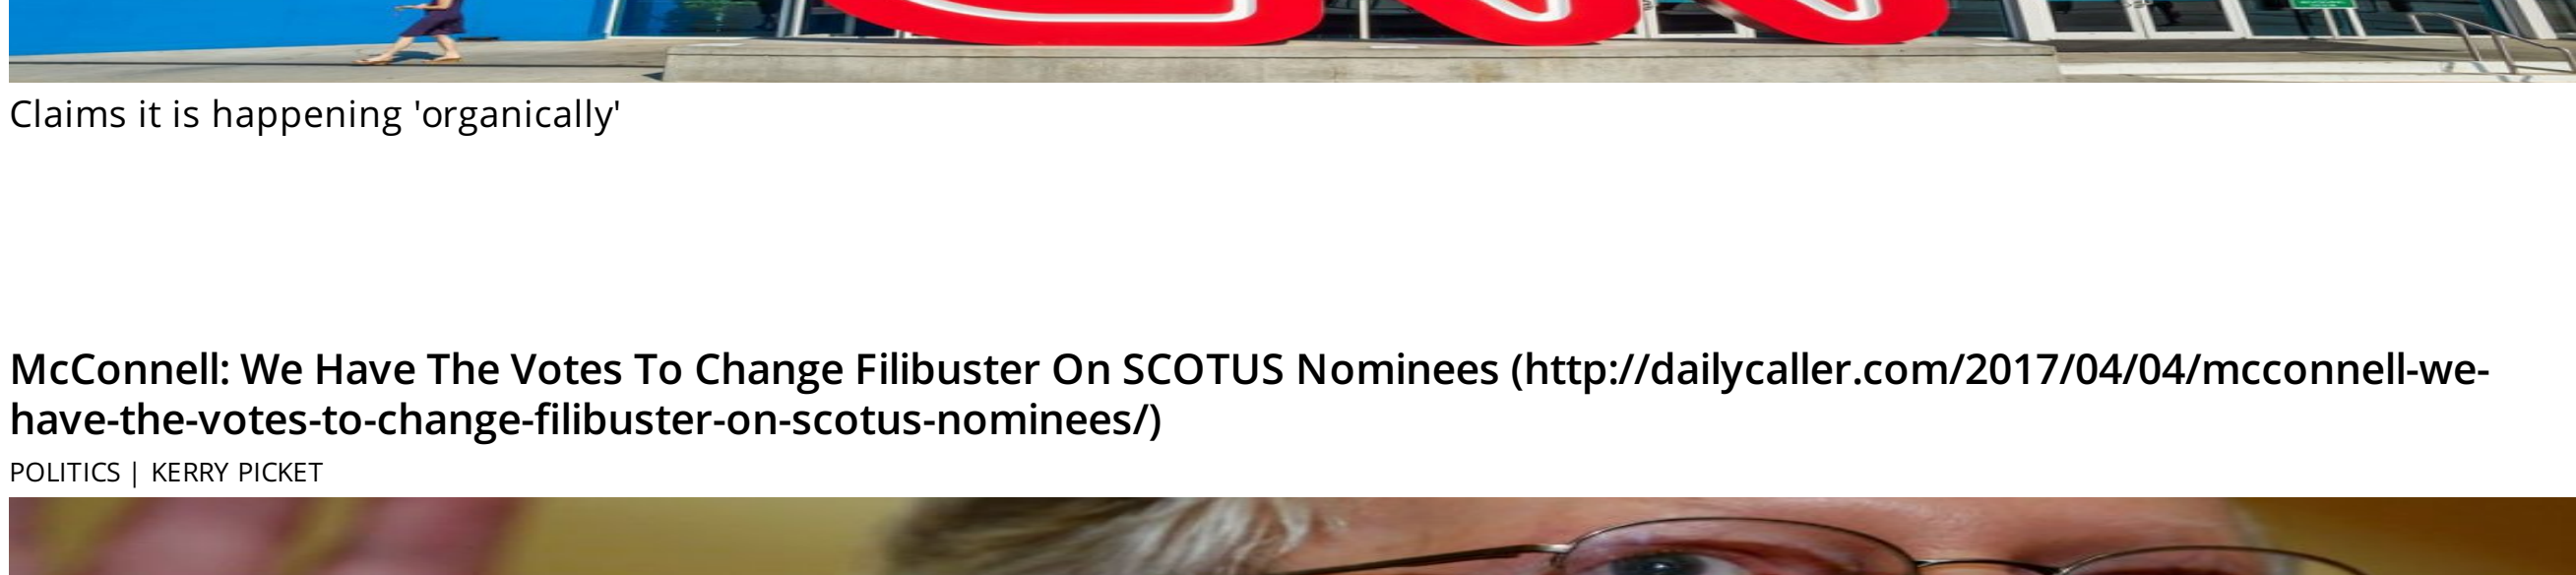 Claims it is happening 'organically'
McConnell: We Have The Votes To Change Filibuster On SCOTUS Nominees (http://dailycaller.com/2017/04/04/mcconnell-we-
have-the-votes-to-change-filibuster-on-scotus-nominees/)
POLITICS | KERRY PICKET